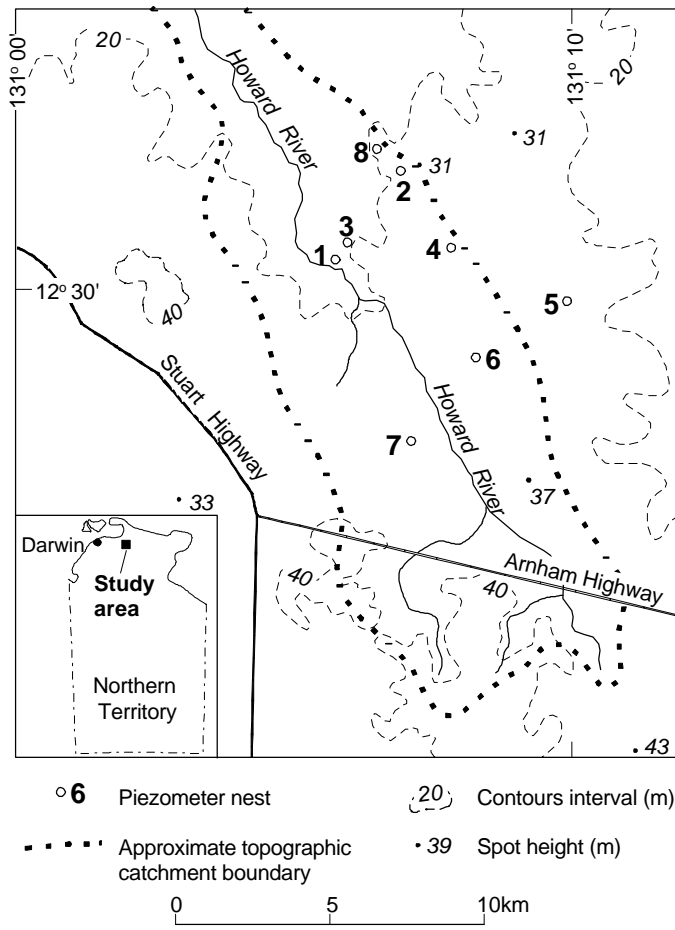 131° 00'
20
Howard River
131° 10'
20
31
8
31
2
3
1
4
12° 30'
40
5
6
Stuart Highway
Howard River
7
33
37
Arnham Highway
40
40
43
Darwin
Study
area
Northern
Territory
6 Piezometer nest
20 Contours interval (m)
Approximate topographic
catchment boundary
39 Spot height (m)
0 5 10km